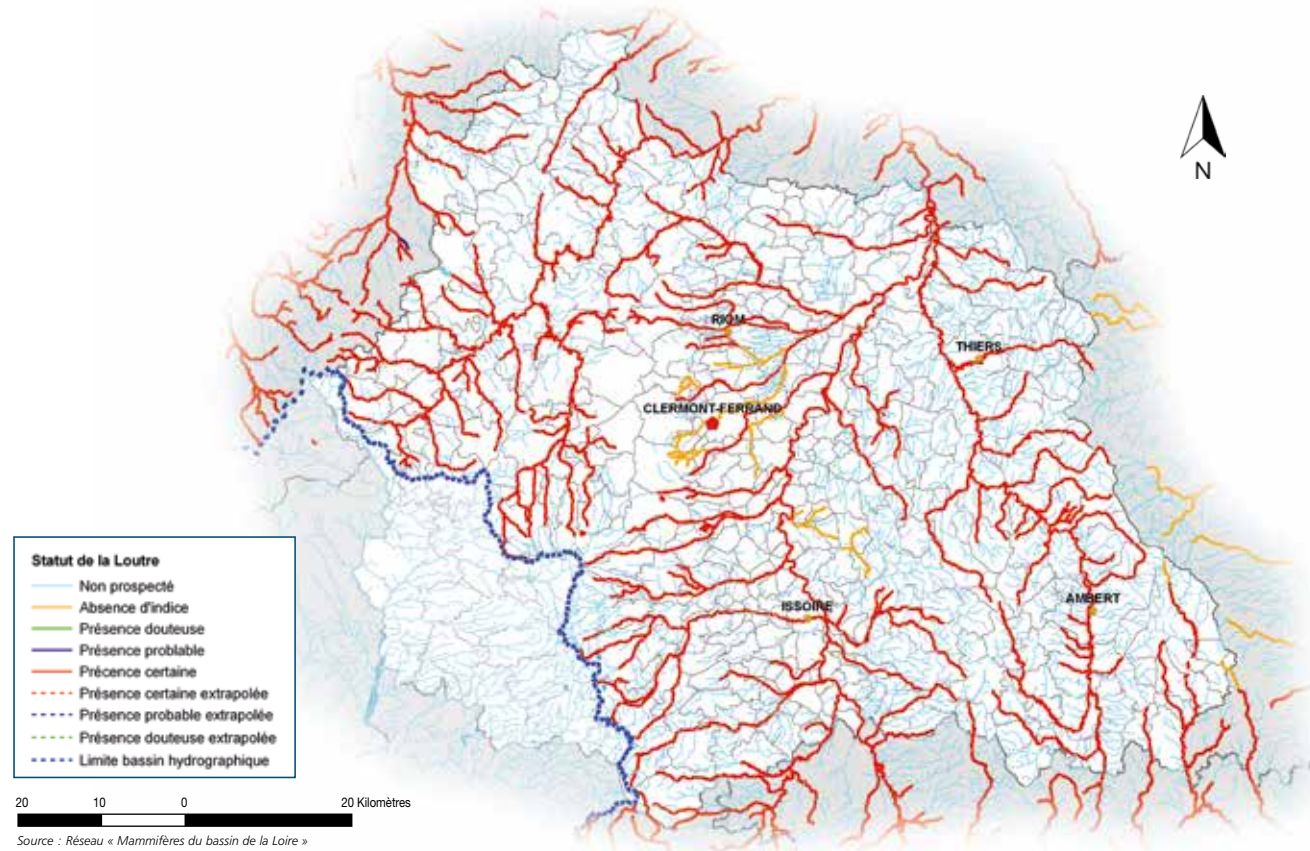 N
RIOM
THIERS
CLERMONT-FERRAND
ISSOIRE
AMBERT
Statut de la Loutre
Non prospecté
Absence d'indice
Présence douteuse
Présence problable
Précence certaine
Présence certaine extrapolée
Présence probable extrapolée
Présence douteuse extrapolée
Limite bassin hydrographique
20 10 0 20 Kilomètres
Source : Réseau « Mammifères du bassin de la Loire »